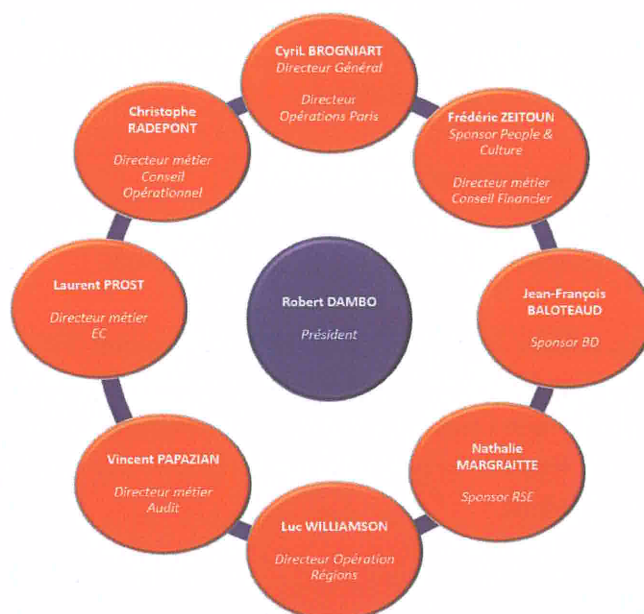 CyriL BROGNIART
Directeur Général
Directeur
Opérations Paris
Frédéric ZEITOUN
Sponsor People &
Culture
Directeur métier
Conseil Financier
Jean-François
BALOTEAUD
Sponsor BD
Nathalie
MARGRAITTE
Sponsor RSE
Luc WILLIAMSON
Directeur Opération
Régions
Vincent PAPAZIAN
Directeur métier
Audit
Laurent PROST
Directeur métier
EC
Christophe
RADEPONT
Directeur métier
Conseil
Opérationnel
Robert DAMBO
Président